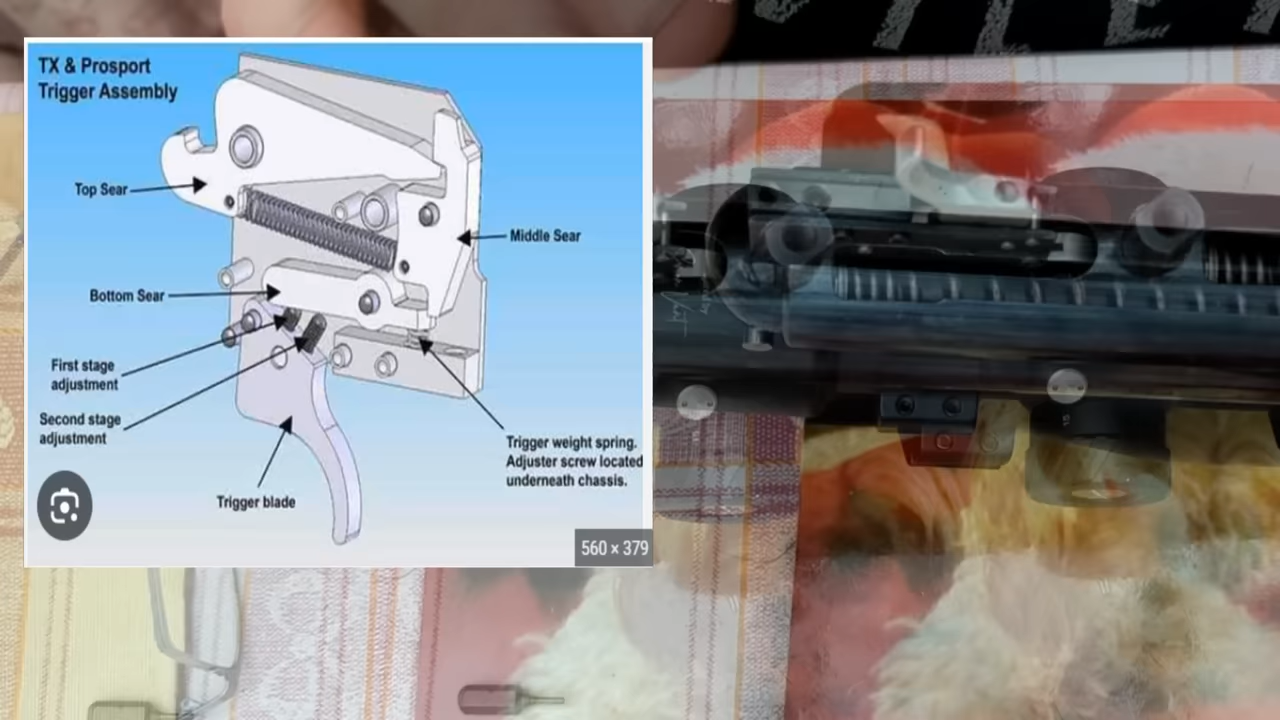 TX & Prosport
Trigger Assembly
Top Sear
Middle Sear
Bottom Sear
First stage
adjustment
Second stage
adjustment
Trigger weight spring.
Adjuster screw located
underneath chassis.
Trigger blade
560 × 379